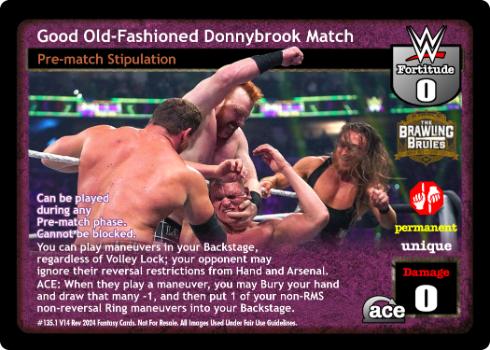 Good Old-Fashioned Donnybrook Match
Pre-match Stipulation
Fortitude
0
THE
BRAWLING
BRUTES
Can be played
during any
Pre-match phase.
Cannot be blocked.
permanent
unique
You can play maneuvers in your Backstage,
regardless of Volley Lock; your opponent may
ignore their reversal restrictions from Hand and Arsenal.
ACE: When they play a maneuver, you may Bury your hand
and draw that many -1, and then put 1 of your non-RMS
non-reversal Ring maneuvers into your Backstage.
Damage
0
ace
#135.1 V14 Rev 2024 Fantasy Cards. Not For Resale. All Images Used Under Fair Use Guidelines.